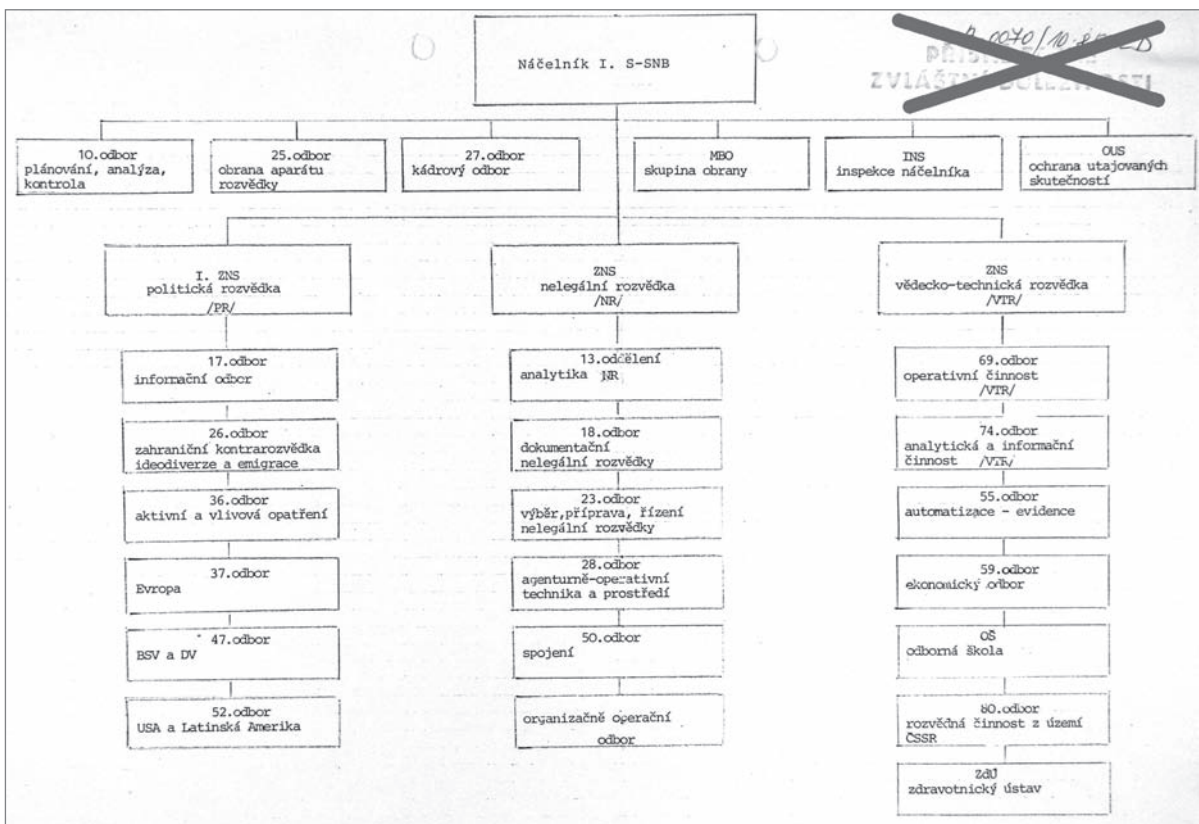 0070/10-8
PŘÍSNĚ
ZVLÁŠTNÍ DŮLEŽITOSTI
Náčelník I. S-SNB
10.odbor
plánování, analýza,
kontrola
25.odbor
obrana aparátu
rozvědky
27.odbor
kádrový odbor
MBO
skupina obrany
INS
inspekce náčelníka
OUS
ochrana utajovaných
skutečností
I. ZNS
politická rozvědka
/PR/
ZNS
nelegální rozvědka
/NR/
ZNS
vědecko-technická rozvědka
/VTR/
17.odbor
informační odbor
26.odbor
zahraniční kontrarozvědka
ideodiverze a emigrace
36.odbor
aktivní a vlivová opatření
37.odbor
Evropa
47.odbor
BSV a DV
52.odbor
USA a Latinská Amerika
13.oddělení
analytika NR
18.odbor
dokumentační
nelegální rozvědky
23.odbor
výběr,příprava, řízení
nelegální rozvědky
28.odbor
agenturně-operativní
technika a prostředí
50.odbor
spojení
organizačně operační
odbor
69.odbor
operativní činnost
/VTR/
74.odbor
analytická a informační
činnost /VTR/
55.odbor
automatizace - evidence
59.odbor
ekonomický odbor
OŠ
odborná škola
80.odbor
rozvědná činnost z území
ČSSR
ZdÚ
zdravotnický ústav